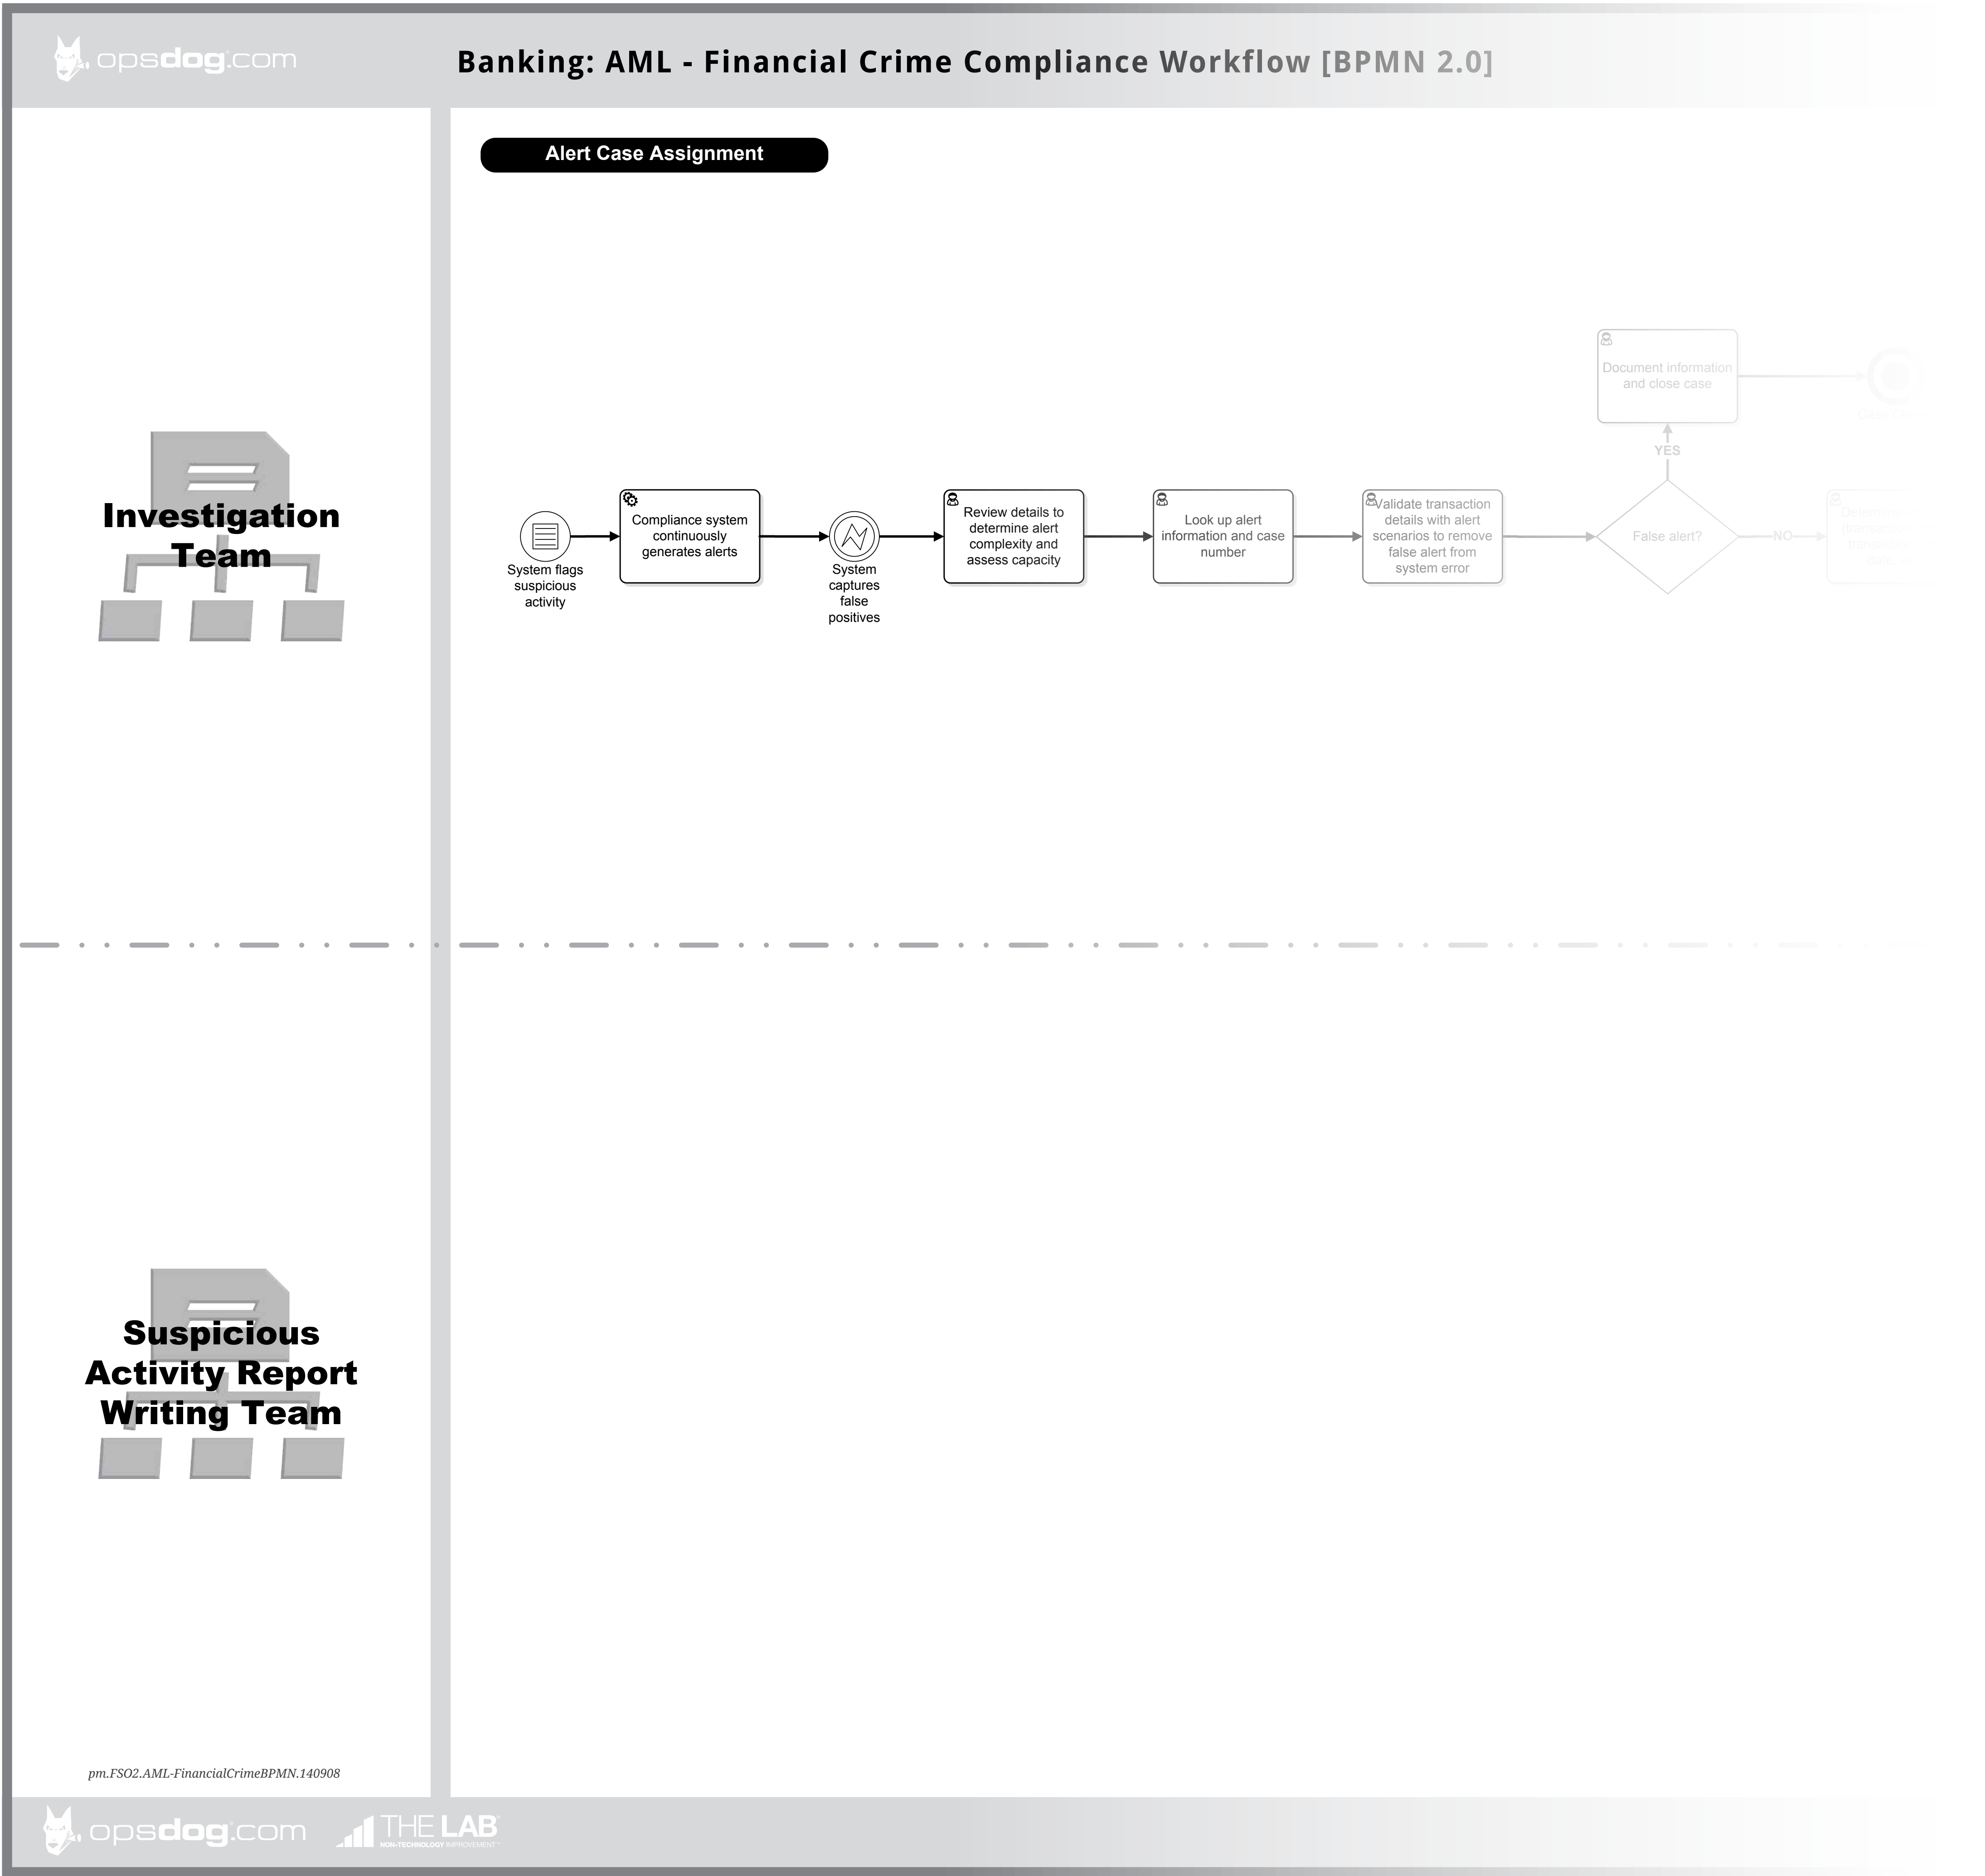 opsdog.com
Banking: AML - Financial Crime Compliance Workflow [BPMN 2.0]
Alert Case Assignment
Investigation
Team
System flags
suspicious
activity
Compliance system
continuously
generates alerts
System
captures
false
positives
Review details to
determine alert
complexity and
assess capacity
Look up alert
information and case
number
Validate transaction
details with alert
scenarios to remove
false alert from
system error
False alert?
YES
Document information
and close case
NO
Suspicious
Activity Report
Writing Team
pm.FSO2.AML-FinancialCrimeBPMN.140908
opsdog.com
THE LAB
NON-TECHNOLOGY IMPROVEMENT